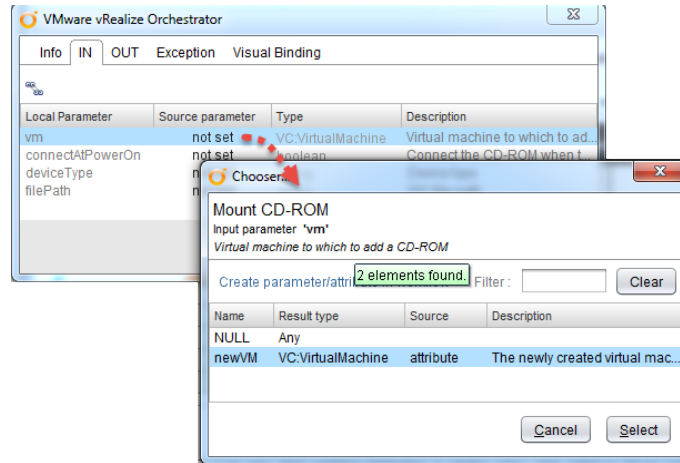 VMware vRealize Orchestrator
Info IN OUT Exception Visual Binding
Local Parameter Source parameter Type Description
vm not set VC:VirtualMachine Virtual machine to which to ad...
connectAtPowerOn not set boolean Connect the CD-ROM when t...
deviceType
filePath
Chooser...
Mount CD-ROM
Input parameter 'vm'
Virtual machine to which to add a CD-ROM
Create parameter/attri 2 elements found. Filter : Clear
Name Result type Source Description
NULL Any
newVM VC:VirtualMachine attribute The newly created virtual mac...
Cancel Select